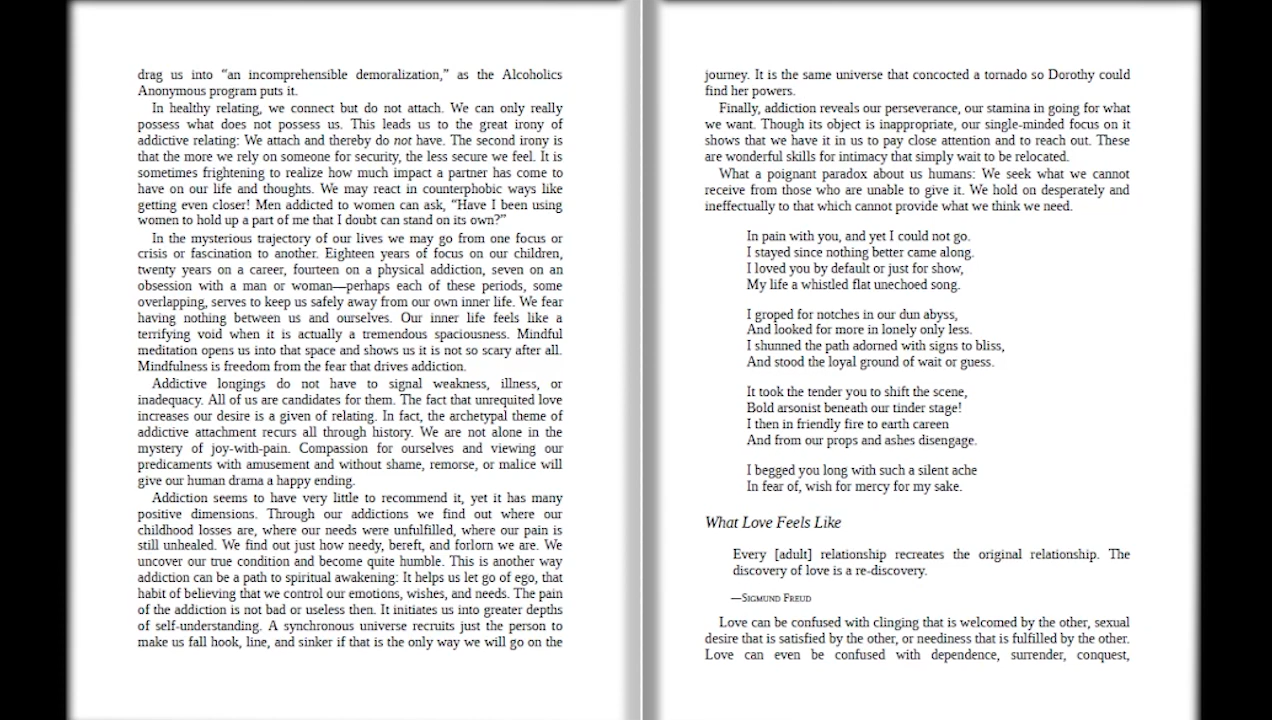 drag us into “an incomprehensible demoralization,” as the Alcoholics
Anonymous program puts it.
In healthy relating, we connect but do not attach. We can only really
possess what does not possess us. This leads us to the great irony of
addictive relating: We attach and thereby do not have. The second irony is
that the more we rely on someone for security, the less secure we feel. It is
sometimes frightening to realize how much impact a partner has come to
have on our life and thoughts. We may react in counterphobic ways like
getting even closer! Men addicted to women can ask, “Have I been using
women to hold up a part of me that I doubt can stand on its own?”
In the mysterious trajectory of our lives we may go from one focus or
crisis or fascination to another. Eighteen years of focus on our children,
twenty years on a career, fourteen on a physical addiction, seven on an
obsession with a man or woman—perhaps each of these periods, some
overlapping, serves to keep us safely away from our own inner life. We fear
having nothing between us and ourselves. Our inner life feels like a
terrifying void when it is actually a tremendous spaciousness. Mindful
meditation opens us into that space and shows us it is not so scary after all.
Mindfulness is freedom from the fear that drives addiction.
Addictive longings do not have to signal weakness, illness, or
inadequacy. All of us are candidates for them. The fact that unrequited love
increases our desire is a given of relating. In fact, the archetypal theme of
addictive attachment recurs all through history. We are not alone in the
mystery of joy-with-pain. Compassion for ourselves and viewing our
predicaments with amusement and without shame, remorse, or malice will
give our human drama a happy ending.
Addiction seems to have very little to recommend it, yet it has many
positive dimensions. Through our addictions we find out where our
childhood losses are, where our needs were unfulfilled, where our pain is
still unhealed. We find out just how needy, bereft, and forlorn we are. We
uncover our true condition and become quite humble. This is another way
addiction can be a path to spiritual awakening: It helps us let go of ego, that
habit of believing that we control our emotions, wishes, and needs. The pain
of the addiction is not bad or useless then. It initiates us into greater depths
of self-understanding. A synchronous universe recruits just the person to
make us fall hook, line, and sinker if that is the only way we will go on the
journey. It is the same universe that concocted a tornado so Dorothy could
find her powers.
Finally, addiction reveals our perseverance, our stamina in going for what
we want. Though its object is inappropriate, our single-minded focus on it
shows that we have it in us to pay close attention and to reach out. These
are wonderful skills for intimacy that simply wait to be relocated.
What a poignant paradox about us humans: We seek what we cannot
receive from those who are unable to give it. We hold on desperately and
ineffectually to that which cannot provide what we think we need.
In pain with you, and yet I could not go.
I stayed since nothing better came along.
I loved you by default or just for show,
My life a whistled flat unechoed song.
I groped for notches in our dun abyss,
And looked for more in lonely only less.
I shunned the path adorned with signs to bliss,
And stood the loyal ground of wait or guess.
It took the tender you to shift the scene,
Bold arsonist beneath our tinder stage!
I then in friendly fire to earth careen
And from our props and ashes disengage.
I begged you long with such a silent ache
In fear of, wish for mercy for my sake.
What Love Feels Like
Every [adult] relationship recreates the original relationship. The
discovery of love is a re-discovery.
—Sigmund Freud
Love can be confused with clinging that is welcomed by the other, sexual
desire that is satisfied by the other, or neediness that is fulfilled by the other.
Love can even be confused with dependence, surrender, conquest,